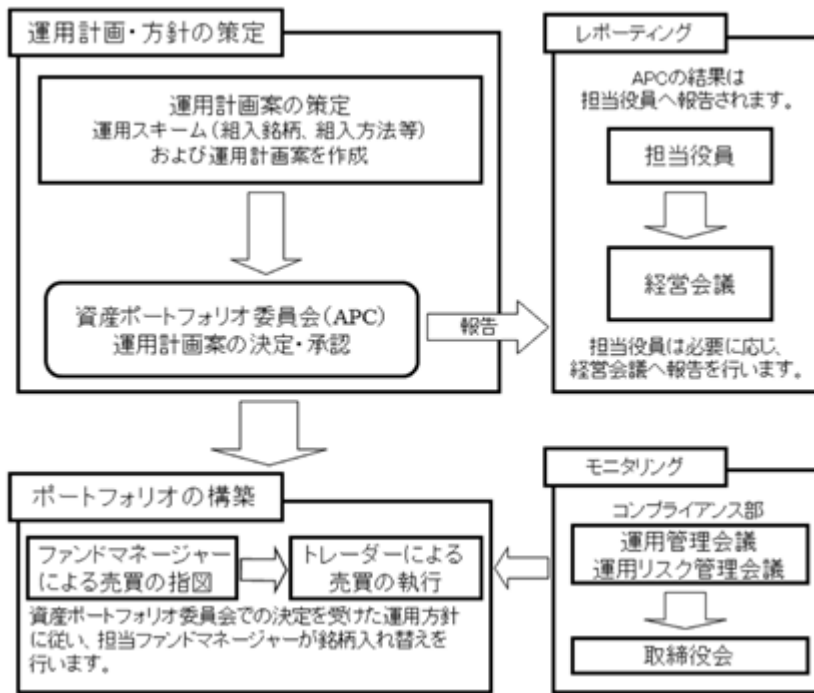 運用計画・方針の策定
運用計画案の策定
運用スキーム(組入銘柄、組入方法等)
および運用計画案を作成
資産ポートフォリオ委員会(APC)
運用計画案の決定・承認
報告
レポーティング
APCの結果は
担当役員へ報告されます。
担当役員
経営会議
担当役員は必要に応じ、
経営会議へ報告を行います。
ポートフォリオの構築
ファンドマネージャー
による売買の指図
トレーダーによる
売買の執行
資産ポートフォリオ委員会での決定を受けた運用方針
に従い、担当ファンドマネージャーが銘柄入れ替えを
行います。
モニタリング
コンプライアンス部
運用管理会議
運用リスク管理会議
取締役会